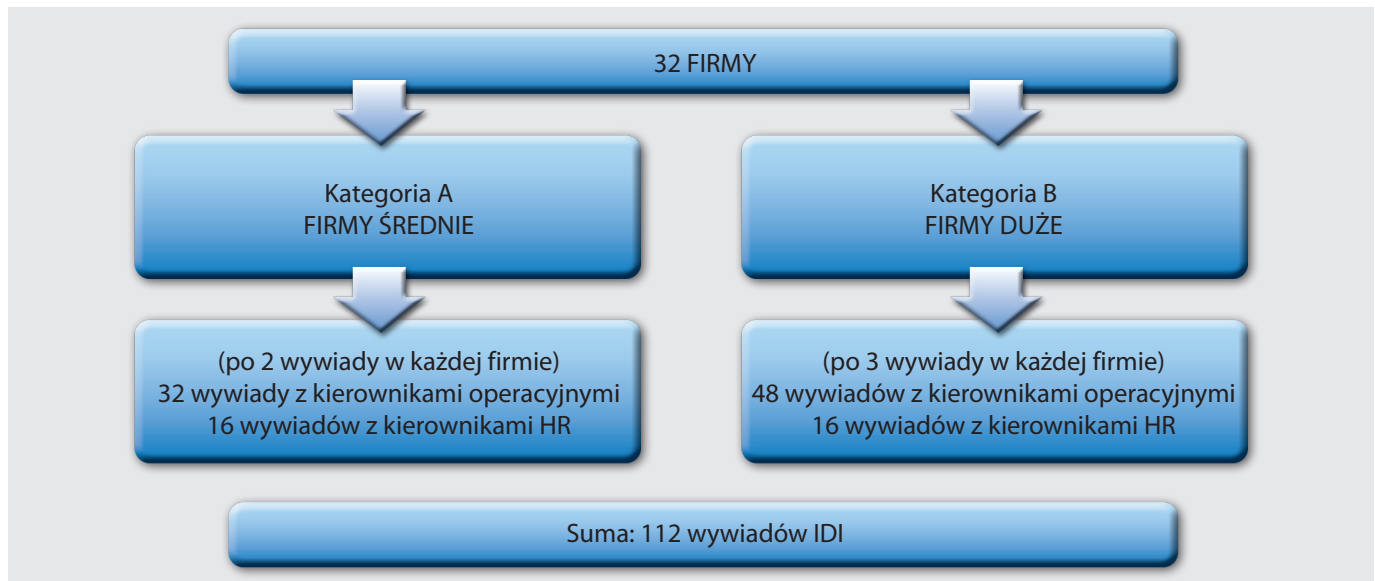 32 FIRMY
Kategoria A
FIRMY ŚREDNIE
Kategoria B
FIRMY DUŻE
(po 2 wywiady w każdej firmie)
32 wywiady z kierownikami operacyjnymi
16 wywiadów z kierownikami HR
(po 3 wywiady w każdej firmie)
48 wywiadów z kierownikami operacyjnymi
16 wywiadów z kierownikami HR
Suma: 112 wywiadów IDI